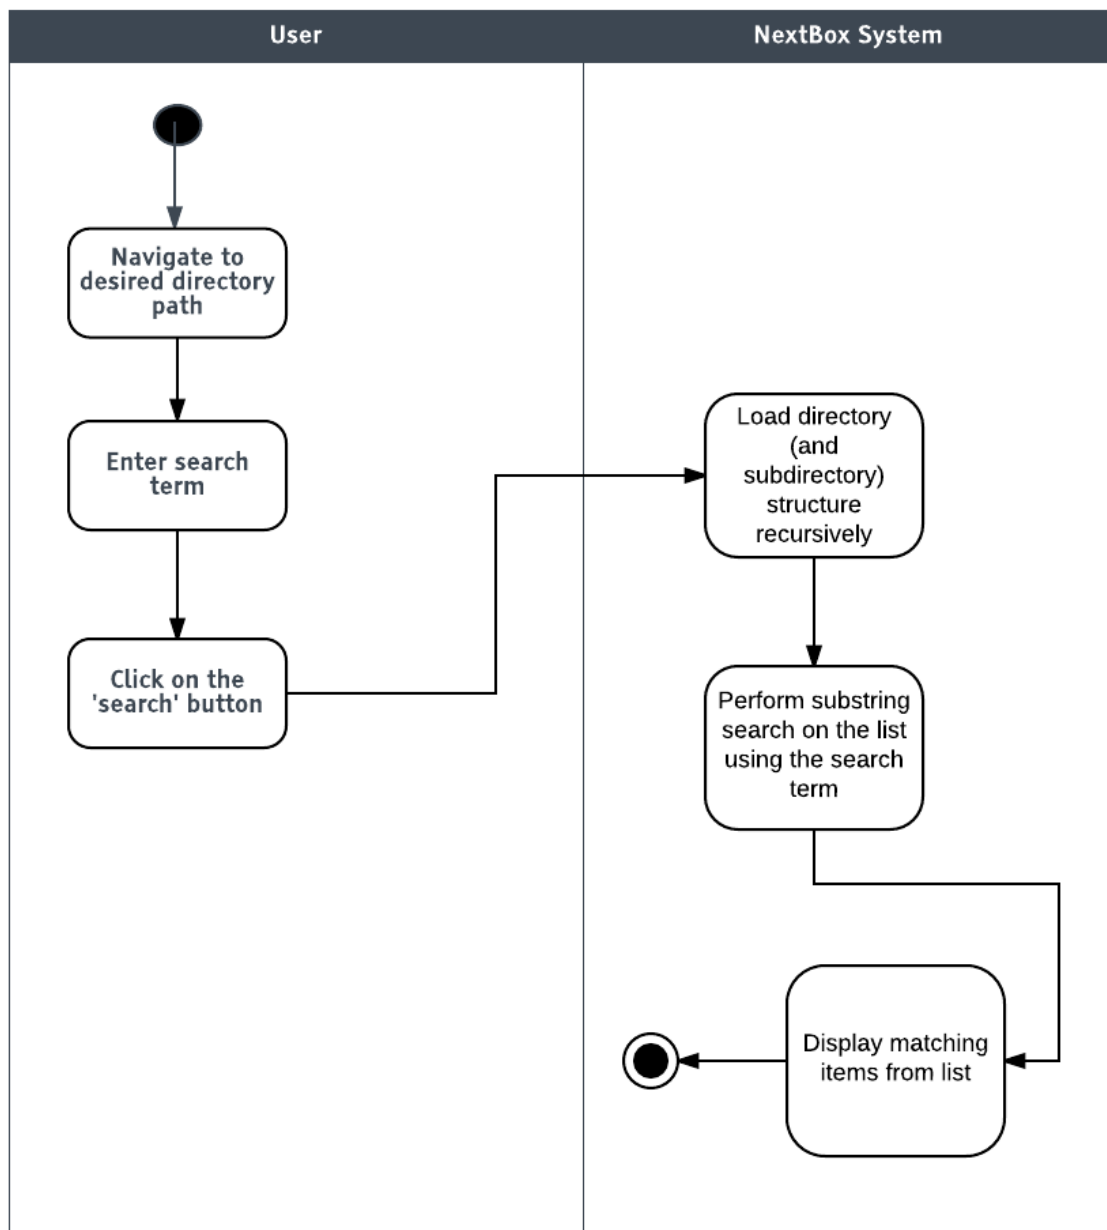 User
NextBox System
Navigate to
desired directory
path
Enter search
term
Click on the
'search' button
Load directory
(and
subdirectory)
structure
recursively
Perform substring
search on the list
using the search
term
Display matching
items from list